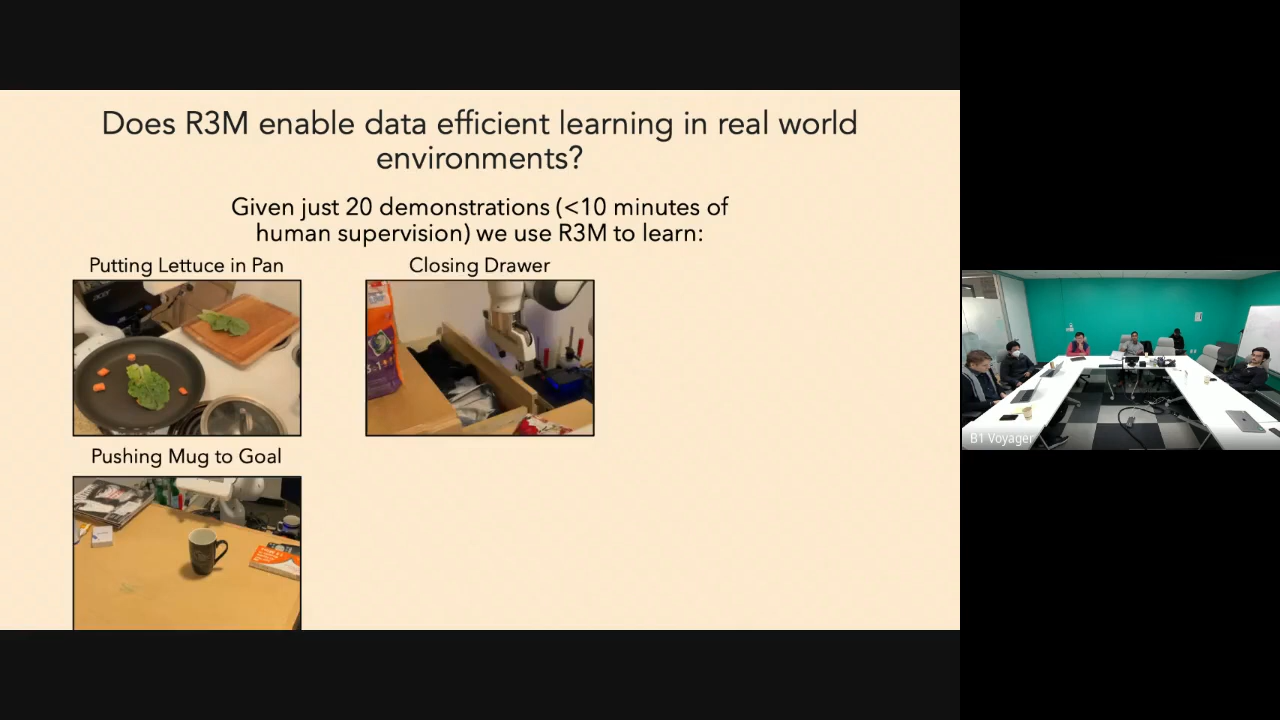 Does R3M enable data efficient learning in real world
environments?
Given just 20 demonstrations (<10 minutes of
human supervision) we use R3M to learn:
Putting Lettuce in Pan
Closing Drawer
Pushing Mug to Goal
B1 Voyager